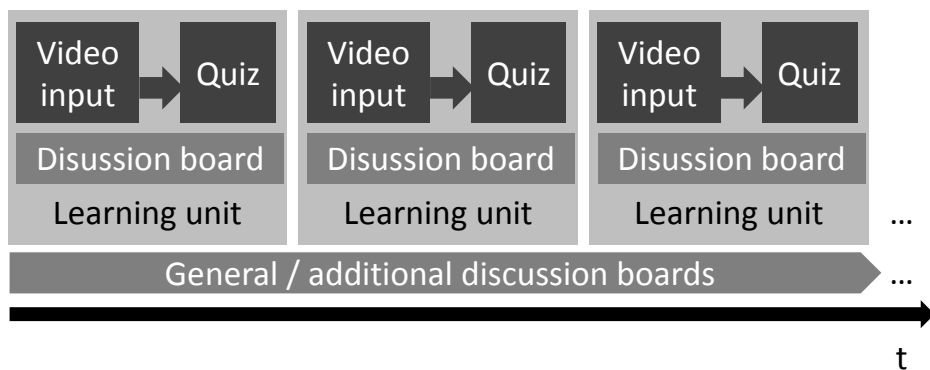 Video input
Quiz
Video input
Quiz
Video input
Quiz
Disussion board
Disussion board
Disussion board
Learning unit
Learning unit
Learning unit
...
General / additional discussion boards
...
t